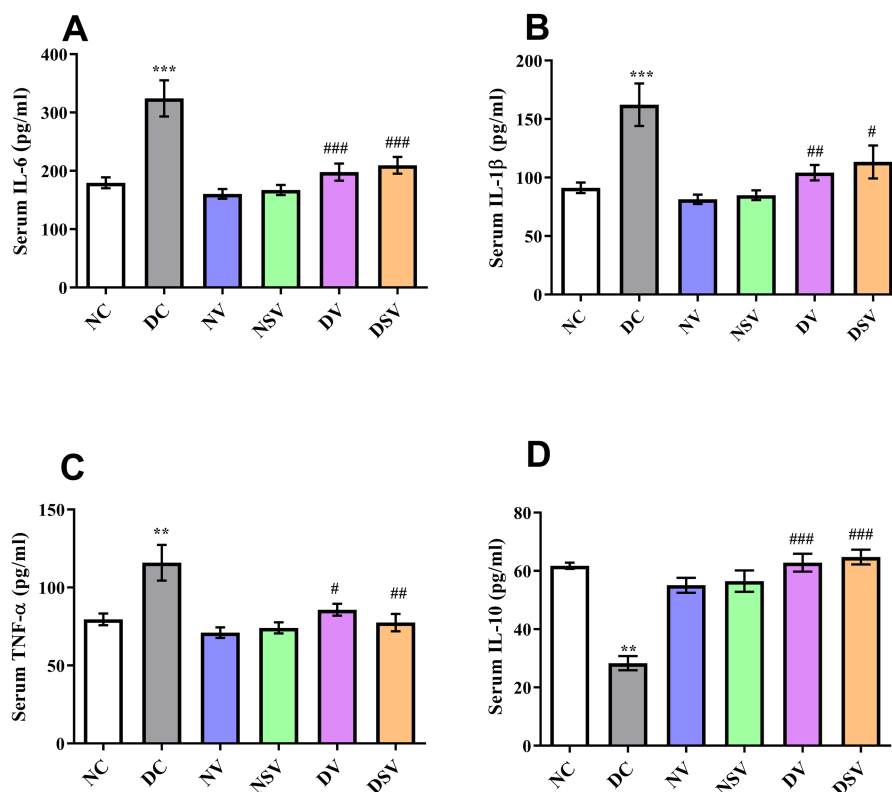 A
Serum IL-6 (pg/ml)
400
300
200
100
0
***
###
###
NC
DC
NV
NSV
DV
DSV
B
Serum IL-1β (pg/ml)
200
150
100
50
0
***
##
#
NC
DC
NV
NSV
DV
DSV
C
Serum TNF-α (pg/ml)
150
100
50
0
**
#
##
NC
DC
NV
NSV
DV
DSV
D
Serum IL-10 (pg/ml)
80
60
40
20
0
**
###
###
NC
DC
NV
NSV
DV
DSV